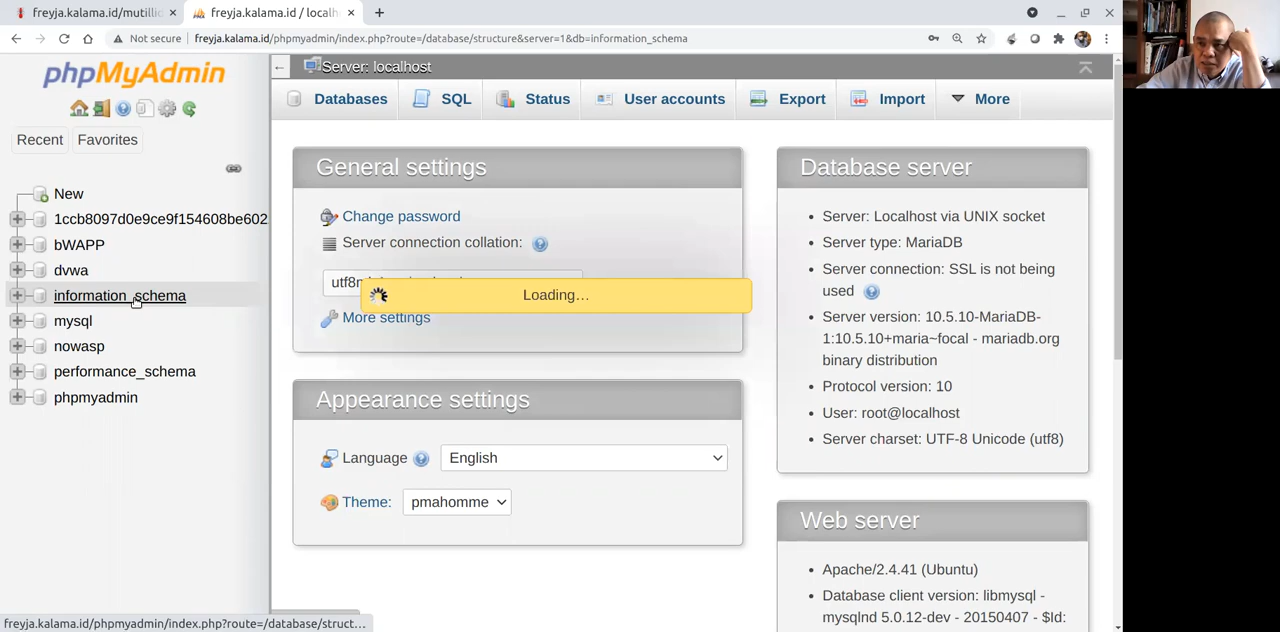 freyja.kalama.id/mutillid
freyja.kalama.id / localh
Not secure
freyja.kalama.id/phpmyadmin/index.php?route=/database/structure&server=1&db=information_schema
phpMyAdmin
Recent
Favorites
New
1ccb8097d0e9ce9f154608be602
bWAPP
dvwa
information_schema
mysql
nowasp
performance_schema
phpmyadmin
Server: localhost
Databases
SQL
Status
User accounts
Export
Import
More
General settings
Change password
Server connection collation:
Loading…
More settings
Appearance settings
Language
English
Theme:
pmahomme
Database server
Server: Localhost via UNIX socket
Server type: MariaDB
Server connection: SSL is not being
used
Server version: 10.5.10-MariaDB-
1:10.5.10+maria~focal - mariadb.org
binary distribution
Protocol version: 10
User: root@localhost
Server charset: UTF-8 Unicode (utf8)
Web server
Apache/2.4.41 (Ubuntu)
Database client version: libmysql -
mysqlnd 5.0.12-dev - 20150407 - $Id:
freyja.kalama.id/phpmyadmin/index.php?route=/database/struct…